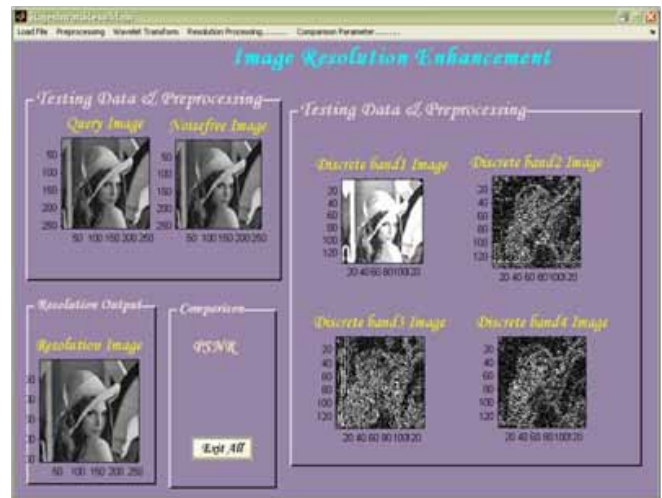 Load File Preprocessing Wavelet Transform Resolution Processing......... Comparison Parameter.........
Image Resolution Enhancement
Testing Data & Preprocessing
Query Image Noisefree Image
50 50
100 100
150 150
200 200
250 250
50 100 150 200 250 50 100 150 200 250
Testing Data & Preprocessing
Discrete band1 Image Discrete band2 Image
20 20
40 40
60 60
80 80
100 100
120 120
20 40 60 80 100 120 20 40 60 80 100 120
Discrete band3 Image Discrete band4 Image
20 20
40 40
60 60
80 80
100 100
120 120
20 40 60 80 100 120 20 40 60 80 100 120
Resolution Output
Resolution Image
50 100 150 200 250
Comparison
PSNR
Exit All